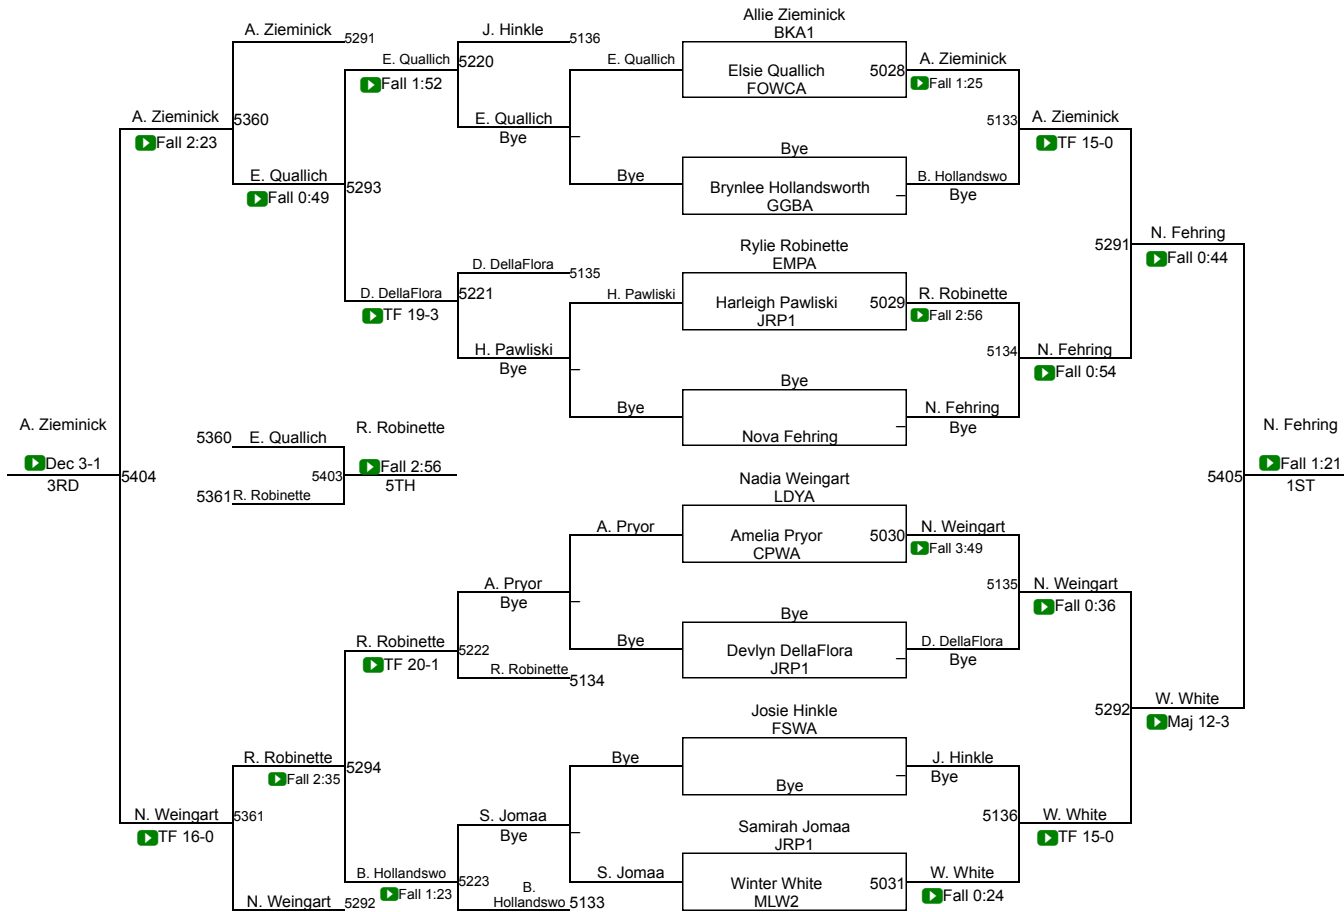 Allie Zieminick
BKA1
A. Zieminick
5291
J. Hinkle
5136
E. Quallich
5220
Fall 1:52
E. Quallich
Elsie Quallich
FOWCA
5028
A. Zieminick
Fall 1:25
A. Zieminick
5360
Fall 2:23
E. Quallich
Bye
5133
A. Zieminick
TF 15-0
Bye
E. Quallich
Fall 0:49
5293
Bye
Brynlee Hollandsworth
GGBA
B. Hollandswo
Bye
N. Fehring
5291
Fall 0:44
Rylie Robinette
EMPA
D. DellaFlora
5135
D. DellaFlora
5221
TF 19-3
H. Pawliski
Harleigh Pawliski
JRP1
5029
R. Robinette
Fall 2:56
H. Pawliski
Bye
5134
N. Fehring
Fall 0:54
Bye
Bye
Nova Fehring
N. Fehring
Bye
A. Zieminick
Dec 3-1
3RD
5404
5360
E. Quallich
5361
R. Robinette
5403
R. Robinette
Fall 2:56
5TH
N. Fehring
Fall 1:21
1ST
5405
Nadia Weingart
LDYA
A. Pryor
Amelia Pryor
CPWA
5030
N. Weingart
Fall 3:49
A. Pryor
Bye
5135
N. Weingart
Fall 0:36
Bye
R. Robinette
5222
TF 20-1
Bye
Devlyn DellaFlora
JRP1
D. DellaFlora
Bye
R. Robinette
5134
W. White
5292
Maj 12-3
Josie Hinkle
FSWA
R. Robinette
5294
Fall 2:35
Bye
Bye
J. Hinkle
Bye
N. Weingart
5361
TF 16-0
S. Jomaa
Bye
5136
W. White
TF 15-0
Samirah Jomaa
JRP1
B. Hollandswo
5223
Fall 1:23
S. Jomaa
Winter White
MLW2
5031
W. White
Fall 0:24
N. Weingart
5292
B.
Hollandswo
5133